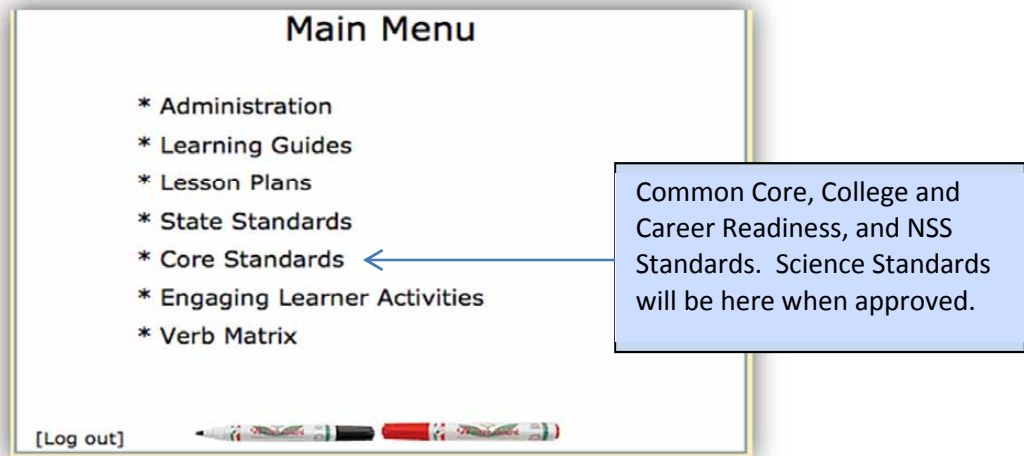 Main Menu
* Administration
* Learning Guides
* Lesson Plans
* State Standards
* Core Standards
* Engaging Learner Activities
* Verb Matrix
Common Core, College and
Career Readiness, and NSS
Standards.  Science Standards
will be here when approved.
[Log out]